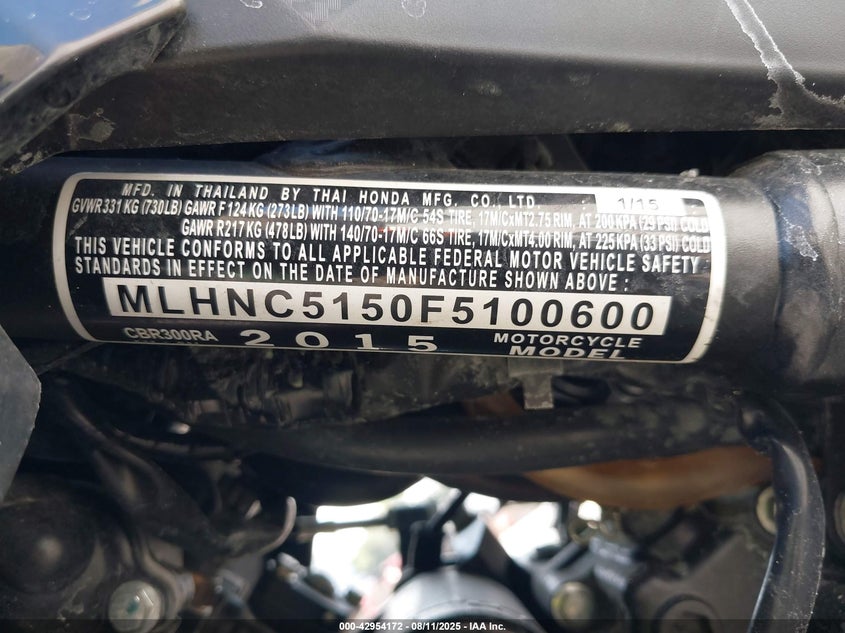 MFD. IN THAILAND BY THAI HONDA MFG. CO., LTD. 1/15
GVWR 331 KG (730LB) GAWR F 124 KG (273LB) WITH 110/70-17M/C 54S TIRE, 17M/CxMT2.75 RIM, AT 200 KPA (29 PSI) COLD
GAWR R217 KG (478LB) WITH 140/70-17M/C 66S TIRE, 17M/CxMT4.00 RIM, AT 225 KPA (33 PSI) COLD
THIS VEHICLE CONFORMS TO ALL APPLICABLE FEDERAL MOTOR VEHICLE SAFETY
STANDARDS IN EFFECT ON THE DATE OF MANUFACTURE SHOWN ABOVE :
MLHNC5150F5100600
CBR300RA 2015 MOTORCYCLE MODEL
000-42954172 - 08/11/2025 - IAA Inc.